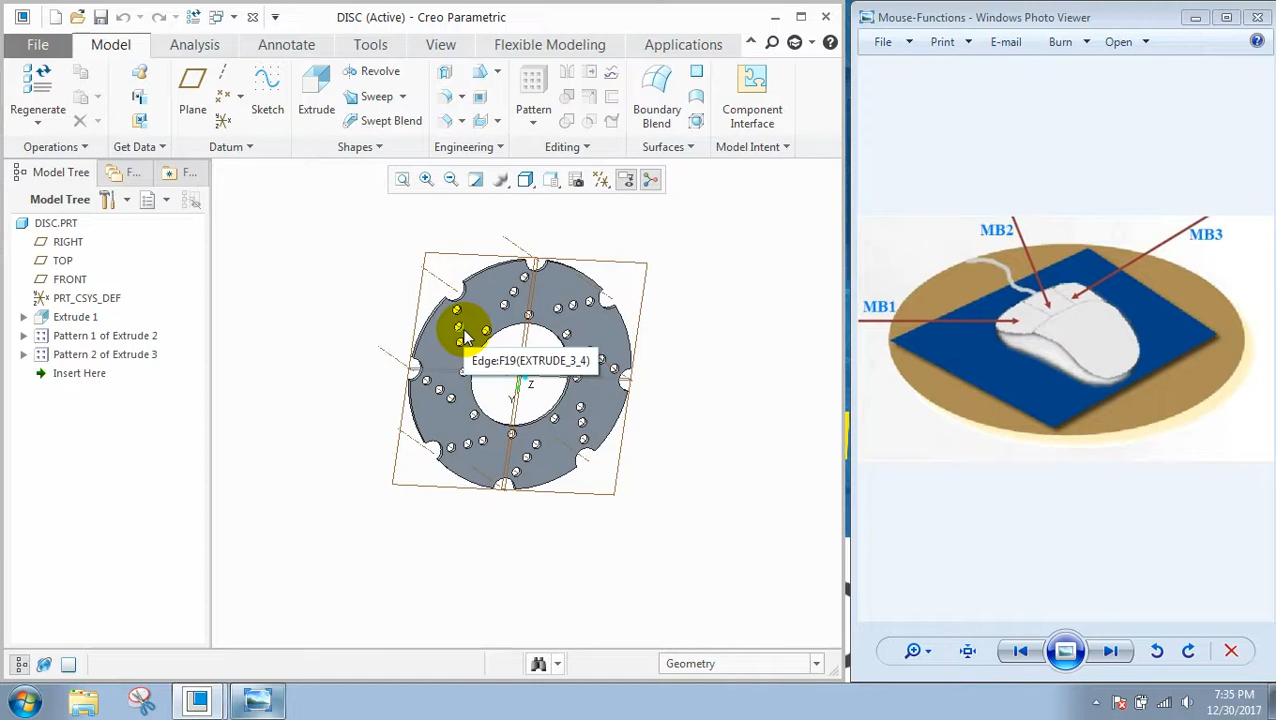 DISC (Active) - Creo Parametric
File Model Analysis Annotate Tools View Flexible Modeling Applications
Regenerate
Plane
Sketch
Extrude
Revolve
Sweep
Swept Blend
Pattern
Boundary Blend
Component Interface
Operations Get Data Datum Shapes Engineering Editing Surfaces Model Intent
Model Tree F... F...
Model Tree
DISC.PRT
RIGHT
TOP
FRONT
PRT_CSYS_DEF
Extrude 1
Pattern 1 of Extrude 2
Pattern 2 of Extrude 3
Insert Here
Edge:F19(EXTRUDE_3_4)
Z
Y
Geometry
Mouse-Functions - Windows Photo Viewer
File Print E-mail Burn Open
MB2
MB3
MB1
7:35 PM
12/30/2017